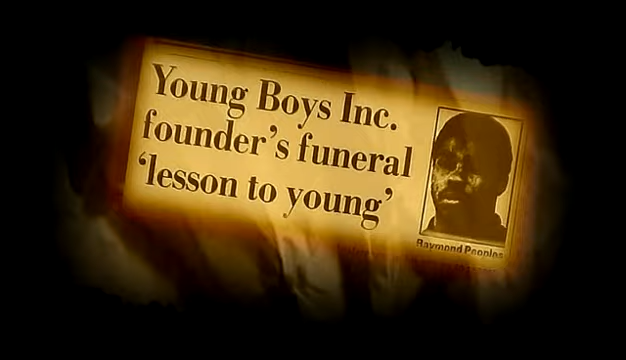 Young Boys Inc.
founder's funeral
‘lesson to young’
Raymond Peoples